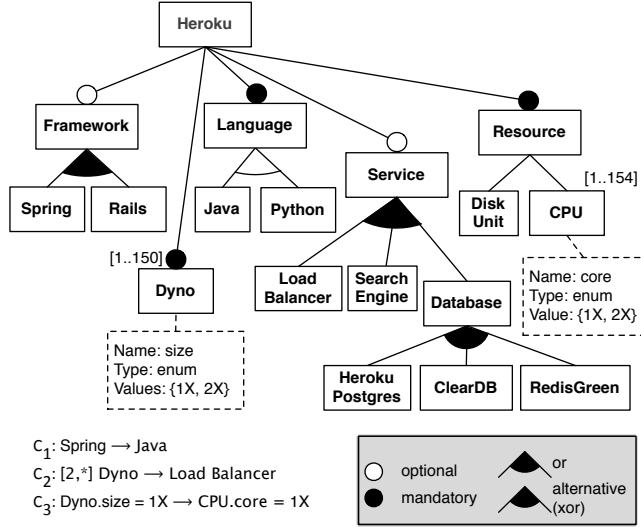 Heroku
Framework
Language
Service
Resource
Spring
Rails
Java
Python
Disk
Unit
CPU
[1..154]
[1..150]
Dyno
Load
Balancer
Search
Engine
Database
Name: core
Type: enum
Value: {1X, 2X}
Name: size
Type: enum
Values: {1X, 2X}
Heroku
Postgres
ClearDB
RedisGreen
C1: Spring → Java
C2: [2,*] Dyno → Load Balancer
C3: Dyno.size = 1X → CPU.core = 1X
optional
or
mandatory
alternative
(xor)